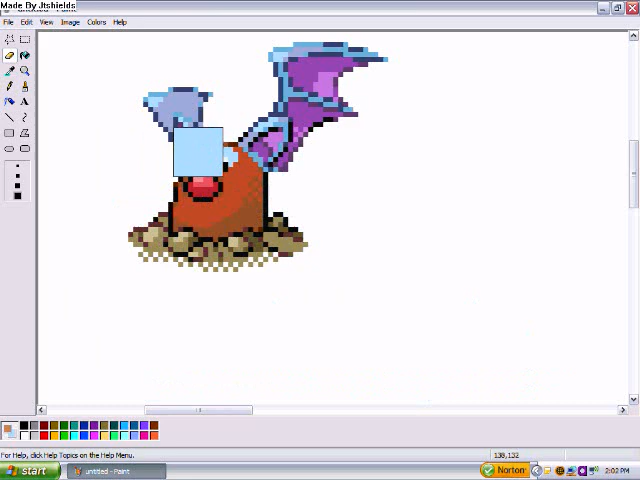 Made By Jtshields
File Edit View Image Colors Help
A
For Help, click Help Topics on the Help Menu.
138,132
start
untitled - Paint
Norton
2:02 PM